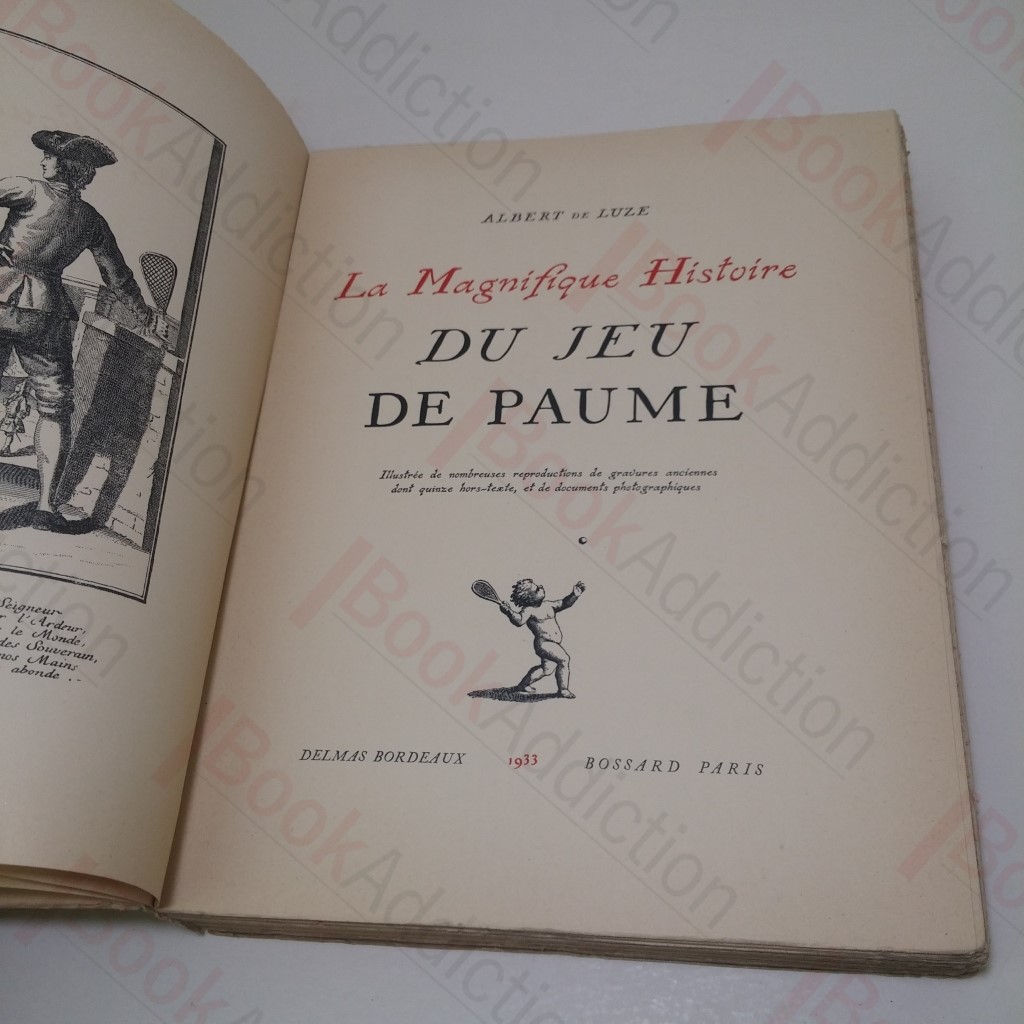 Seigneur
l'Ardeur,
le Monde,
des Souverain,
nos Mains
abonde .-
ALBERT DE LUZE
La Magnifique Histoire
DU JEU
DE PAUME
Illustrée de nombreuses reproductions de gravures anciennes
dont quinze hors-texte, et de documents photographiques
DELMAS BORDEAUX 1933 BOSSARD PARIS
BookAddiction